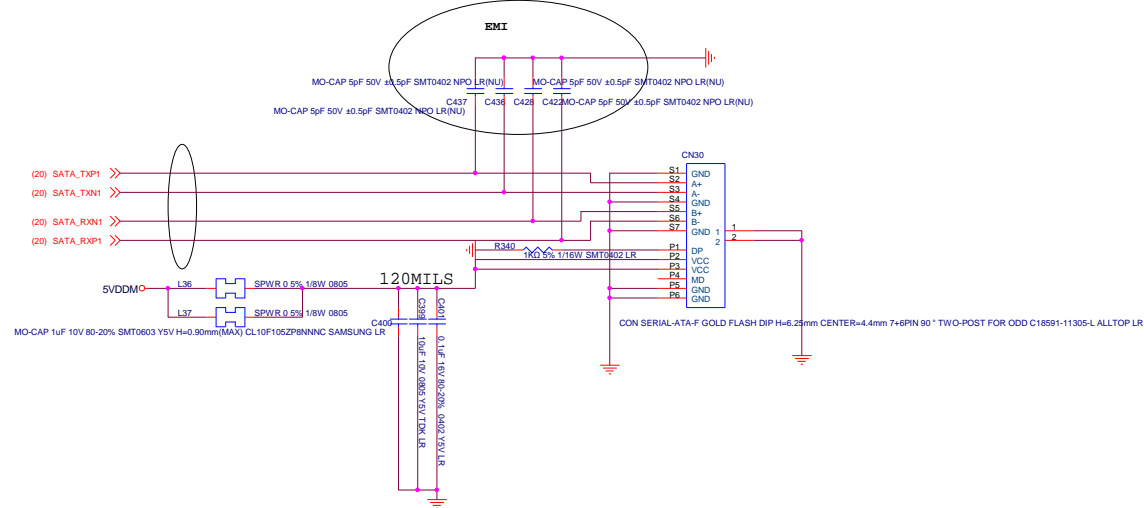 EMI
MO-CAP 5pF 50V ±0.5pF SMT0402 NPO LR(NU)
MO-CAP 5pF 50V ±0.5pF SMT0402 NPO LR(NU)
C437
C436
C428
C422
MO-CAP 5pF 50V ±0.5pF SMT0402 NPO LR(NU)
MO-CAP 5pF 50V ±0.5pF SMT0402 NPO LR(NU)
CN30
(20) SATA_TXP1
(20) SATA_TXN1
(20) SATA_RXN1
(20) SATA_RXP1
S1 GND
S2 A+
S3 A-
S4 GND
S5 B+
S6 B-
S7 GND
1 1
2 2
P1 DP
P2 VCC
P3 VCC
P4 MD
P5 GND
P6 GND
R340
1KΩ 5% 1/16W SMT0402 LR
120MILS
5VDDM
L36 SPWR 0 5% 1/8W 0805
L37 SPWR 0 5% 1/8W 0805
MO-CAP 1uF 10V 80-20% SMT0603 Y5V H=0.90mm(MAX) CL10F105ZP8NNNC SAMSUNG LR
C400
C399
10uF 10V 0805 Y5V TDK LR
C401
0.1uF 16V 80-20% 0402 Y5V LR
CON SERIAL-ATA-F GOLD FLASH DIP H=6.25mm CENTER=4.4mm 7+6PIN 90 ° TWO-POST FOR ODD C18591-11305-L ALLTOP LR